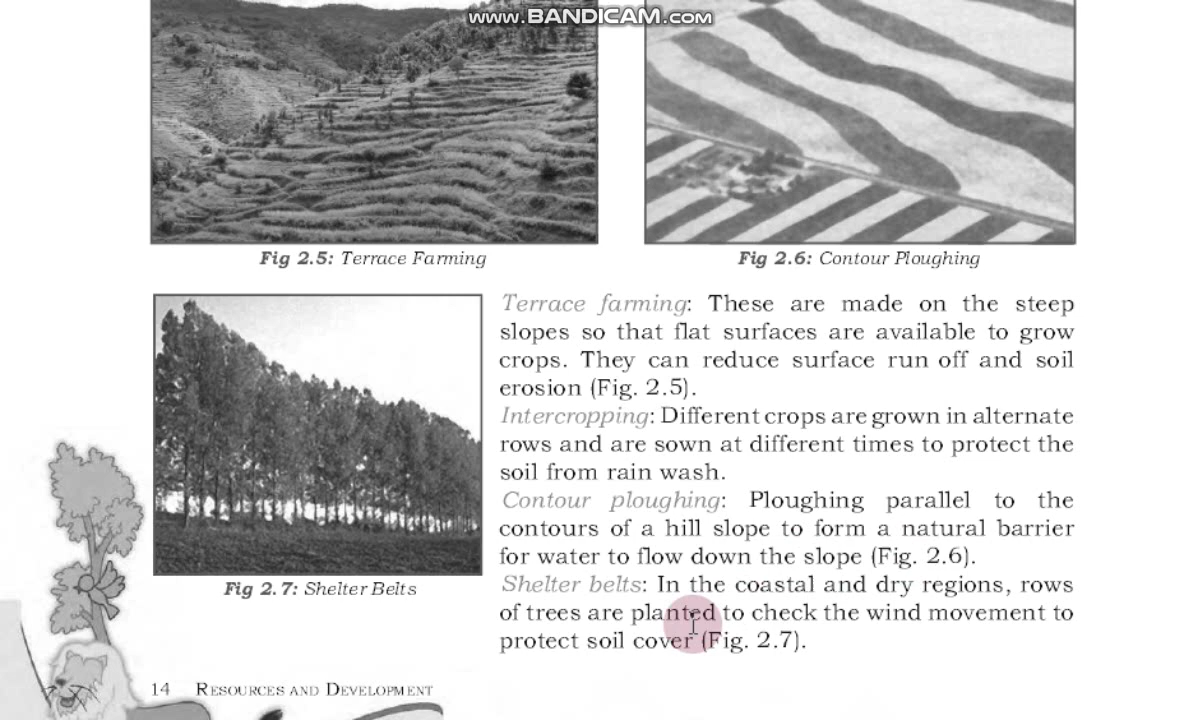 www.BANDICAM.com
Fig 2.5: Terrace Farming
Fig 2.6: Contour Ploughing
Terrace farming: These are made on the steep
slopes so that flat surfaces are available to grow
crops. They can reduce surface run off and soil
erosion (Fig. 2.5).
Intercropping: Different crops are grown in alternate
rows and are sown at different times to protect the
soil from rain wash.
Contour ploughing: Ploughing parallel to the
contours of a hill slope to form a natural barrier
for water to flow down the slope (Fig. 2.6).
Shelter belts: In the coastal and dry regions, rows
of trees are planted to check the wind movement to
protect soil cover (Fig. 2.7).
Fig 2.7: Shelter Belts
14 Resources and Development